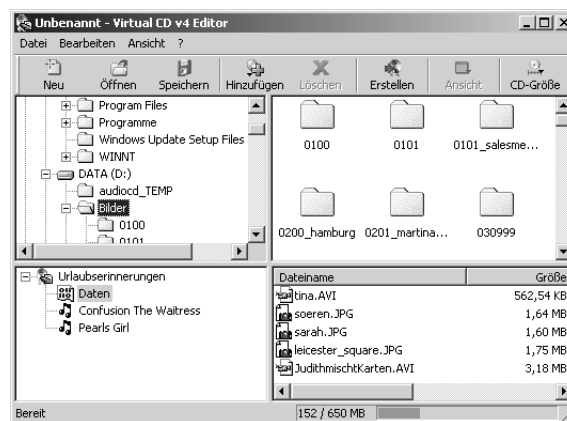 Unbenannt - Virtual CD v4 Editor
Datei Bearbeiten Ansicht ?
Neu Öffnen Speichern Hinzufügen Löschen Erstellen Ansicht CD-Größe
Program Files
Programme
Windows Update Setup Files
WINNT
DATA (D:)
audiocd_TEMP
Bilder
0100
0101
0100 0101 0101_salesme...
0200_hamburg 0201_martina... 030999
Urlaubserinnerungen
Daten
Confusion The Waitress
Pearls Girl
Dateiname Größe
tina.AVI 562,54 KB
soeren.JPG 1,64 MB
sarah.JPG 1,60 MB
leicester_square.JPG 1,75 MB
JudithmischtKarten.AVI 3,18 MB
Bereit 152 / 650 MB